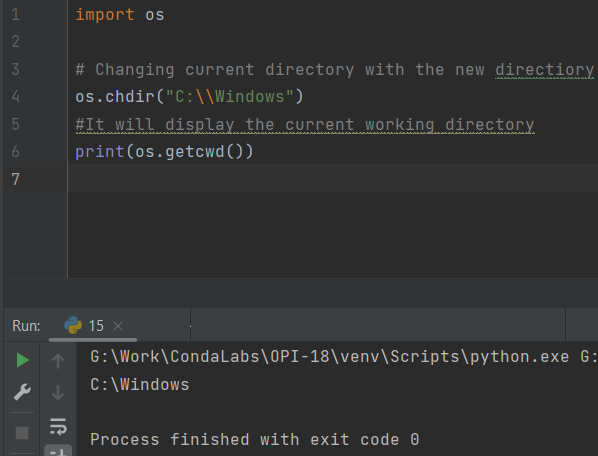 1 import os
2
3 # Changing current directory with the new directiory
4 os.chdir("C:\\Windows")
5 #It will display the current working directory
6 print(os.getcwd())
7
Run: 15
G:\Work\CondaLabs\OPI-18\venv\Scripts\python.exe G:
C:\Windows
Process finished with exit code 0